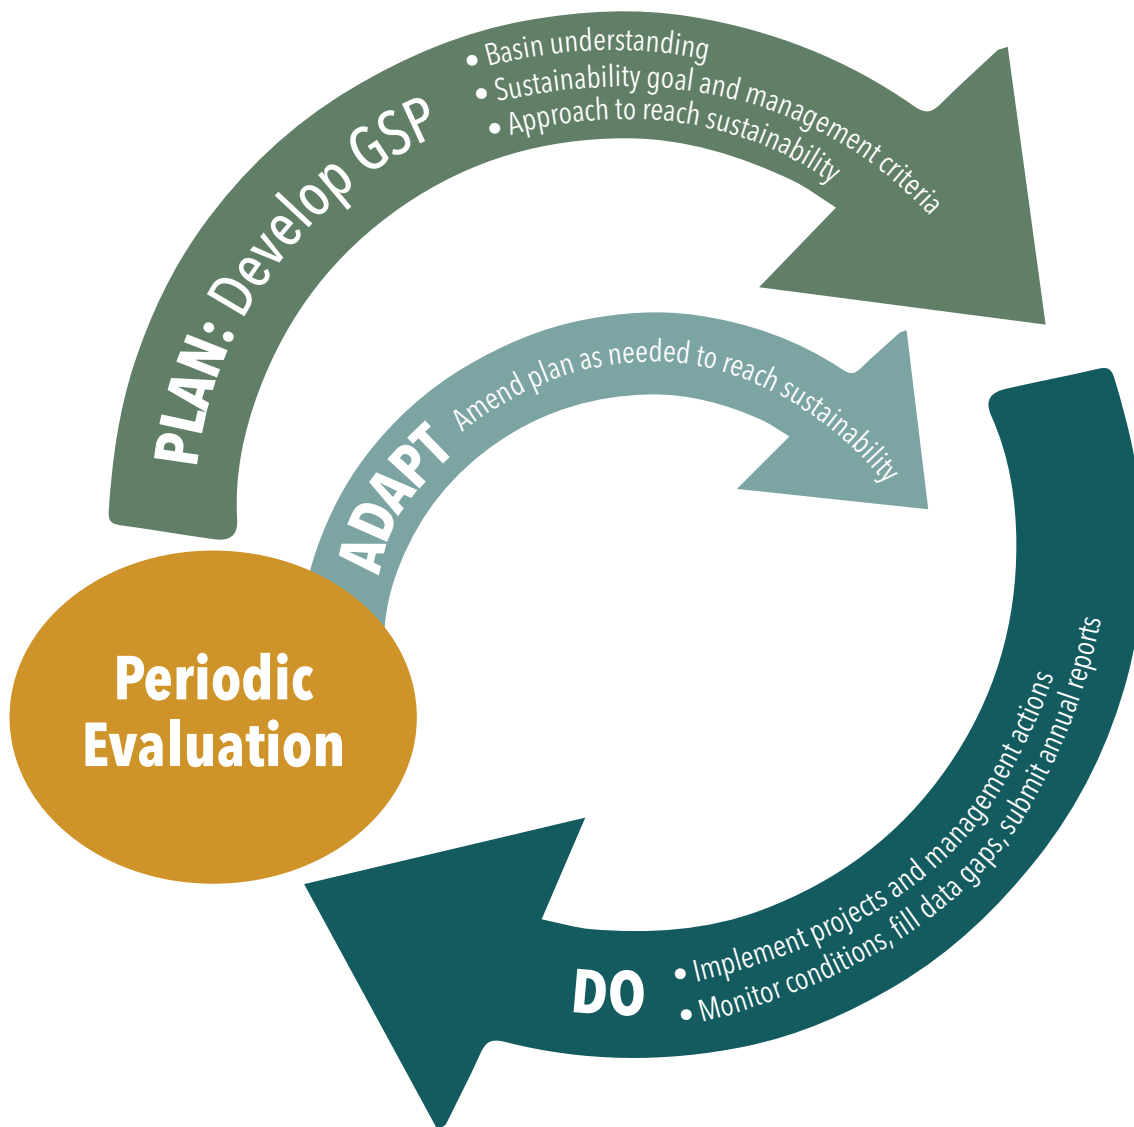 PLAN: Develop GSP
• Basin understanding
• Sustainability goal and management criteria
• Approach to reach sustainability
ADAPT Amend plan as needed to reach sustainability
Periodic
Evaluation
DO
• Implement projects and management actions
• Monitor conditions, fill data gaps, submit annual reports